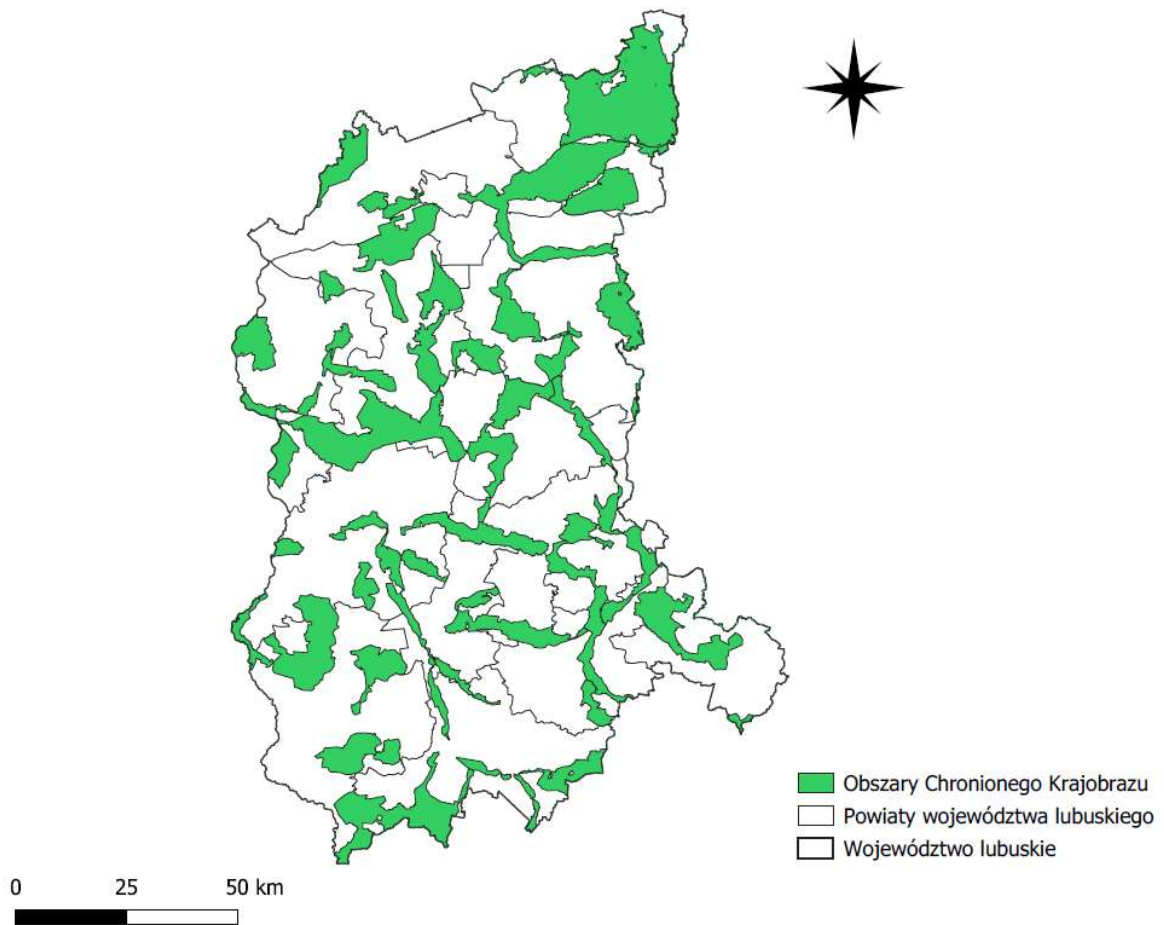 Obszary Chronionego Krajobrazu
Powiaty województwa lubuskiego
Województwo lubuskie
0 25 50 km